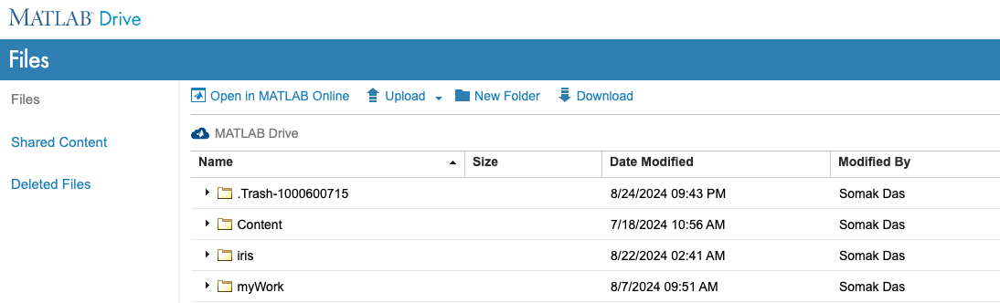 MATLAB Drive
Files
Files
Shared Content
Deleted Files
Open in MATLAB Online Upload New Folder Download
MATLAB Drive
Name Size Date Modified Modified By
.Trash-1000600715 8/24/2024 09:43 PM Somak Das
Content 7/18/2024 10:56 AM Somak Das
iris 8/22/2024 02:41 AM Somak Das
myWork 8/7/2024 09:51 AM Somak Das